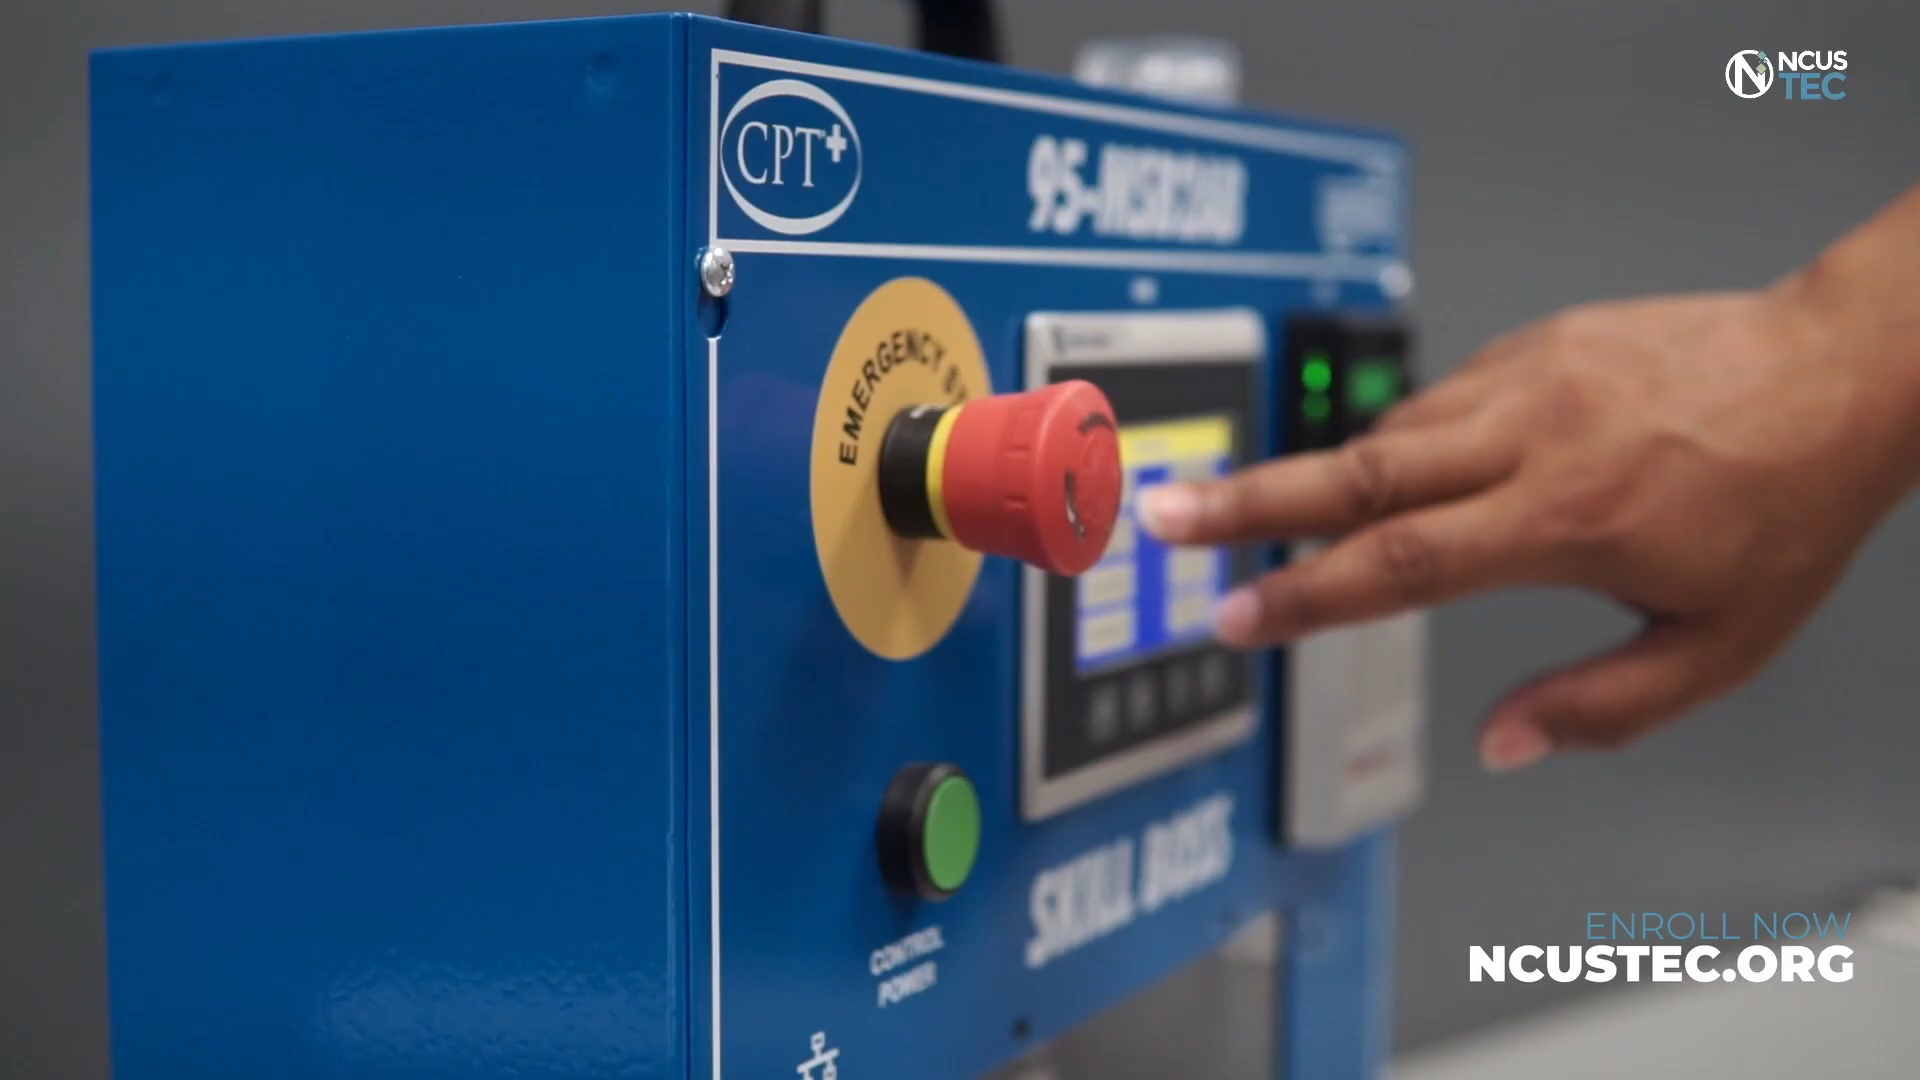 NCUS
TEC
CPT+
EMERGENCY
CONTROL
POWER
SKILL BOSS
ENROLL NOW
NCUSTEC.ORG